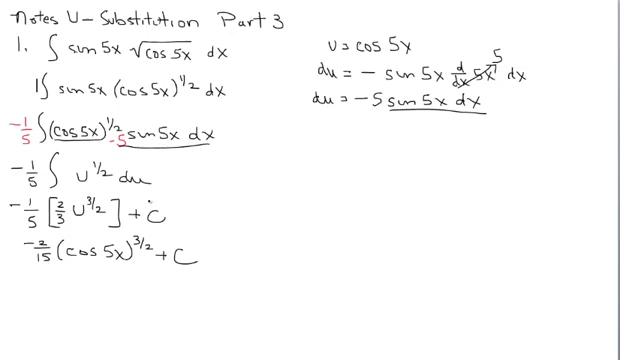 Notes U-Substitution Part 3
1. ∫ sin 5x √(cos 5x) dx
1∫ sin 5x (cos 5x)^1/2 dx
-1/5 ∫ (cos 5x)^1/2 -5 sin 5x dx
-1/5 ∫ U^1/2 du
-1/5 [2/3 U^3/2] + C
-2/15 (cos 5x)^3/2 + C
U = cos 5x
du = - sin 5x d/dx 5x 5 dx
du = -5 sin 5x dx